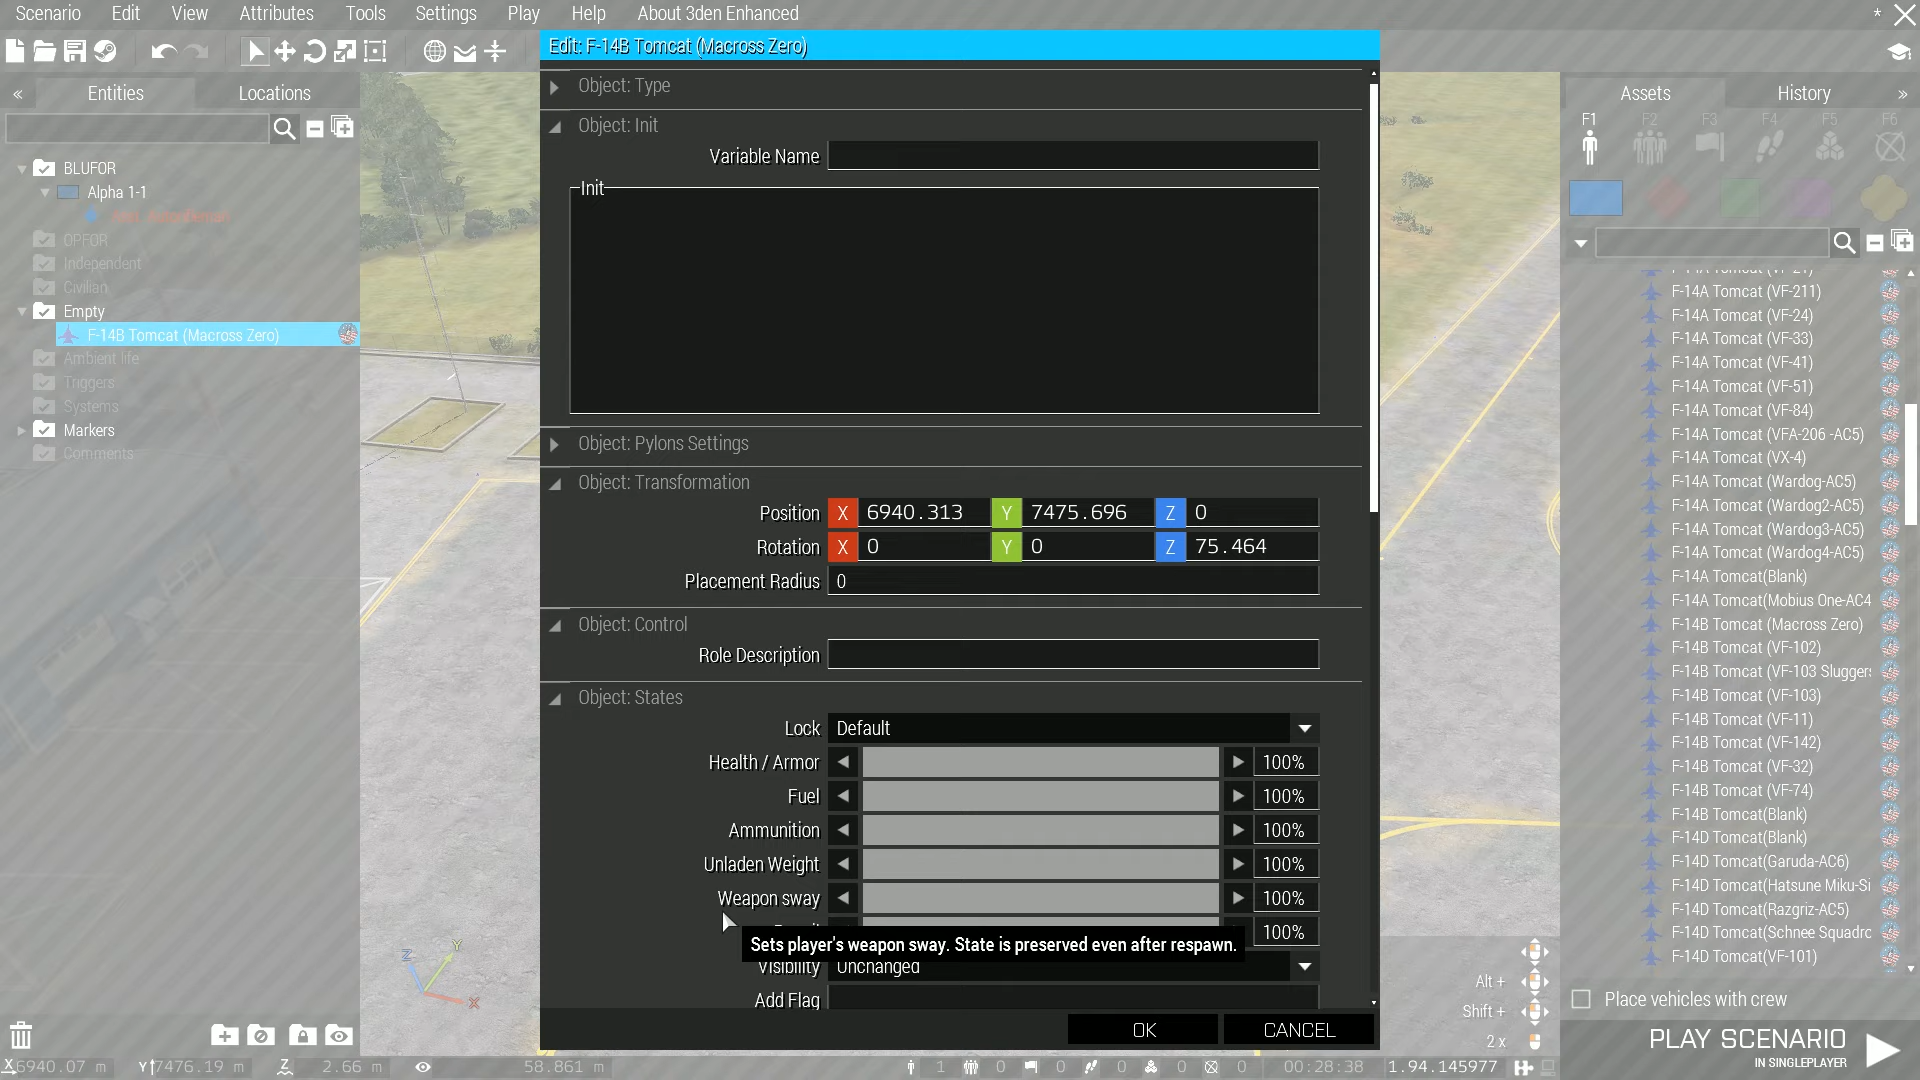 Scenario Edit View Attributes Tools Settings Play Help About 3den Enhanced *
Entities Locations
BLUFOR
Alpha 1-1
OPFOR
Independent
Civilian
Empty
F-14B Tomcat (Macross Zero)
Ambient life
Triggers
Systems
Markers
Comments
Edit: F-14B Tomcat (Macross Zero)
Object: Type
Object: Init
Variable Name
Init
Object: Pylons Settings
Object: Transformation
Position X 6940.313 Y 7475.696 Z 0
Rotation X 0 Y 0 Z 75.464
Placement Radius 0
Object: Control
Role Description
Object: States
Lock Default
Health / Armor 100%
Fuel 100%
Ammunition 100%
Unladen Weight 100%
Weapon sway 100%
100%
Sets player's weapon sway. State is preserved even after respawn.
Visibility Unchanged
Add Flag
OK CANCEL
Assets History
F1 F2 F3 F4 F5 F6
F-14A Tomcat (VF-21)
F-14A Tomcat (VF-211)
F-14A Tomcat (VF-24)
F-14A Tomcat (VF-33)
F-14A Tomcat (VF-41)
F-14A Tomcat (VF-51)
F-14A Tomcat (VF-84)
F-14A Tomcat (VFA-206 -AC5)
F-14A Tomcat (VX-4)
F-14A Tomcat (Wardog-AC5)
F-14A Tomcat (Wardog2-AC5)
F-14A Tomcat (Wardog3-AC5)
F-14A Tomcat (Wardog4-AC5)
F-14A Tomcat(Blank)
F-14A Tomcat(Mobius One-AC4
F-14B Tomcat (Macross Zero)
F-14B Tomcat (VF-102)
F-14B Tomcat (VF-103 Sluggers
F-14B Tomcat (VF-103)
F-14B Tomcat (VF-11)
F-14B Tomcat (VF-142)
F-14B Tomcat (VF-32)
F-14B Tomcat (VF-74)
F-14B Tomcat(Blank)
F-14D Tomcat(Blank)
F-14D Tomcat(Garuda-AC6)
F-14D Tomcat(Hatsune Miku-Si
F-14D Tomcat(Razgriz-AC5)
F-14D Tomcat(Schnee Squadro
F-14D Tomcat(VF-101)
Place vehicles with crew
PLAY SCENARIO
IN SINGLEPLAYER
Z Y X
Alt +
Shift +
2 x
X 6940.07 m Y 7476.19 m Z 2.66 m 58.861 m 1 0 0 0 0 0 00:28:38 1.94.145977